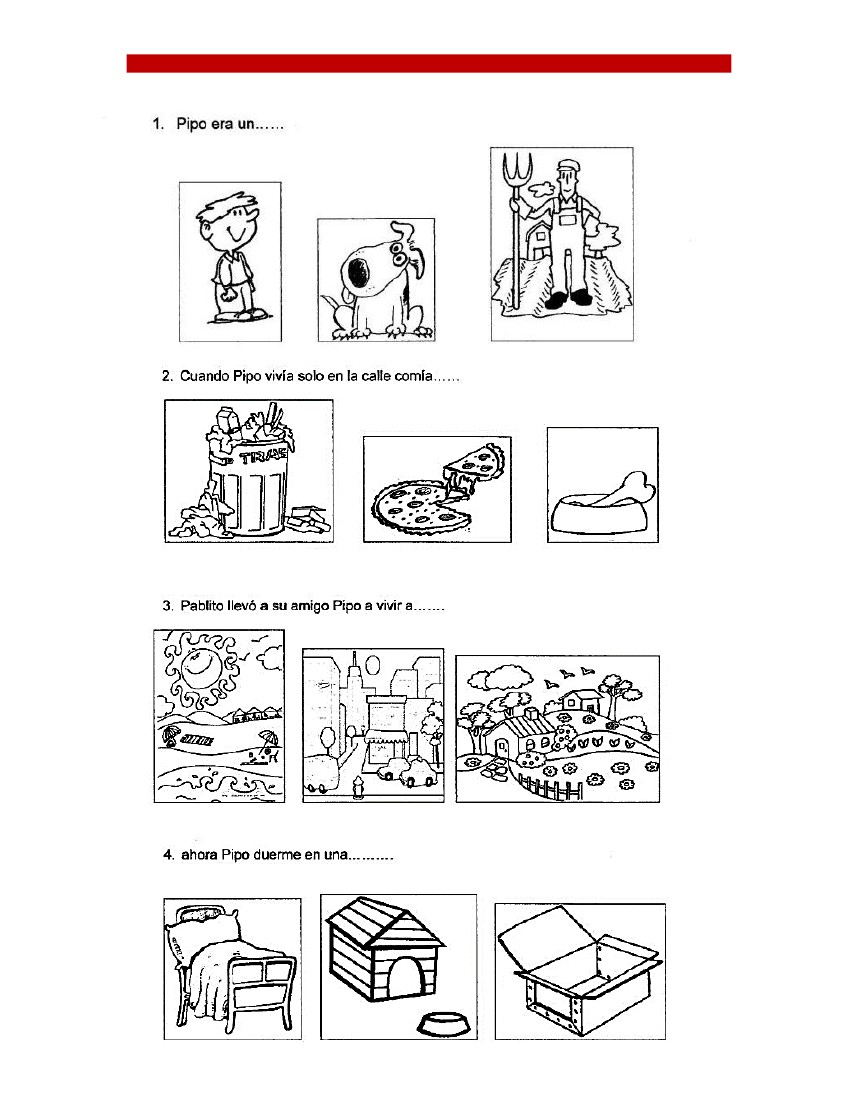 1. Pipo era un......
2. Cuando Pipo vivía solo en la calle comía......
TRAS
3. Pablito llevó a su amigo Pipo a vivir a.......
4. ahora Pipo duerme en una..........